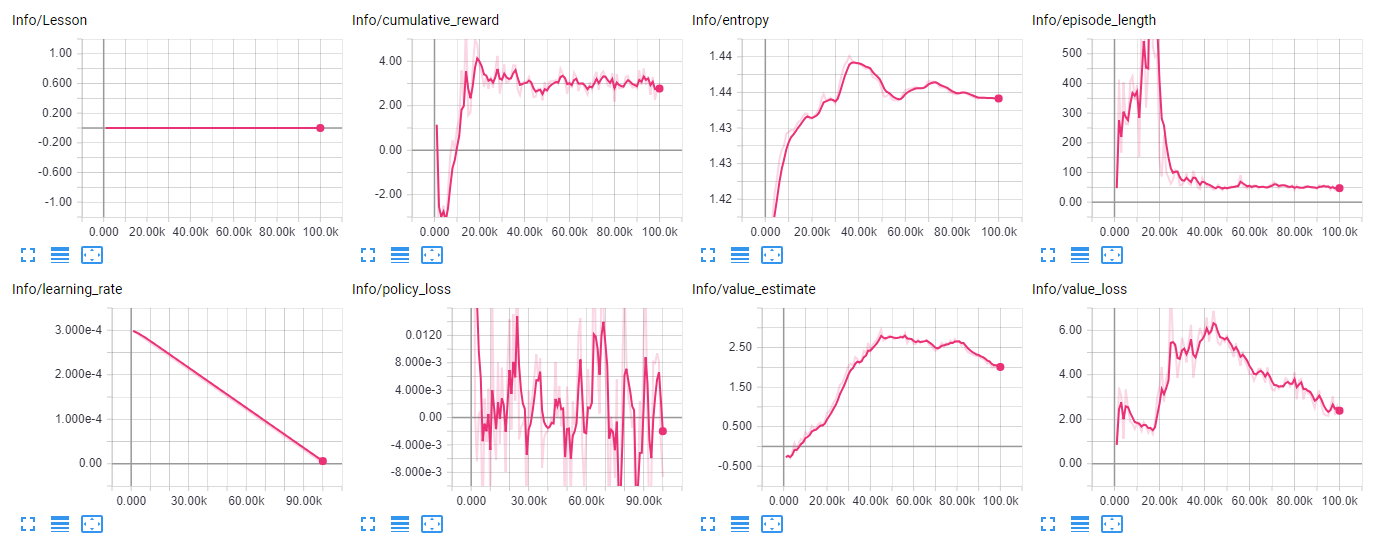 Info/Lesson
1.00
0.600
0.200
-0.200
-0.600
-1.00
0.000 20.00k 40.00k 60.00k 80.00k 100.0k
Info/cumulative_reward
4.00
2.00
0.00
-2.00
0.000 20.00k 40.00k 60.00k 80.00k 100.0k
Info/entropy
1.44
1.44
1.43
1.43
1.42
0.000 20.00k 40.00k 60.00k 80.00k 100.0k
Info/episode_length
500
400
300
200
100
0.00
0.000 20.00k 40.00k 60.00k 80.00k 100.0k
Info/learning_rate
3.000e-4
2.000e-4
1.000e-4
0.00
0.000 30.00k 60.00k 90.00k
Info/policy_loss
0.0120
8.000e-3
4.000e-3
0.00
-4.000e-3
-8.000e-3
0.000 30.00k 60.00k 90.00k
Info/value_estimate
2.50
1.50
0.500
-0.500
0.000 20.00k 40.00k 60.00k 80.00k 100.0k
Info/value_loss
6.00
4.00
2.00
0.00
0.000 20.00k 40.00k 60.00k 80.00k 100.0k